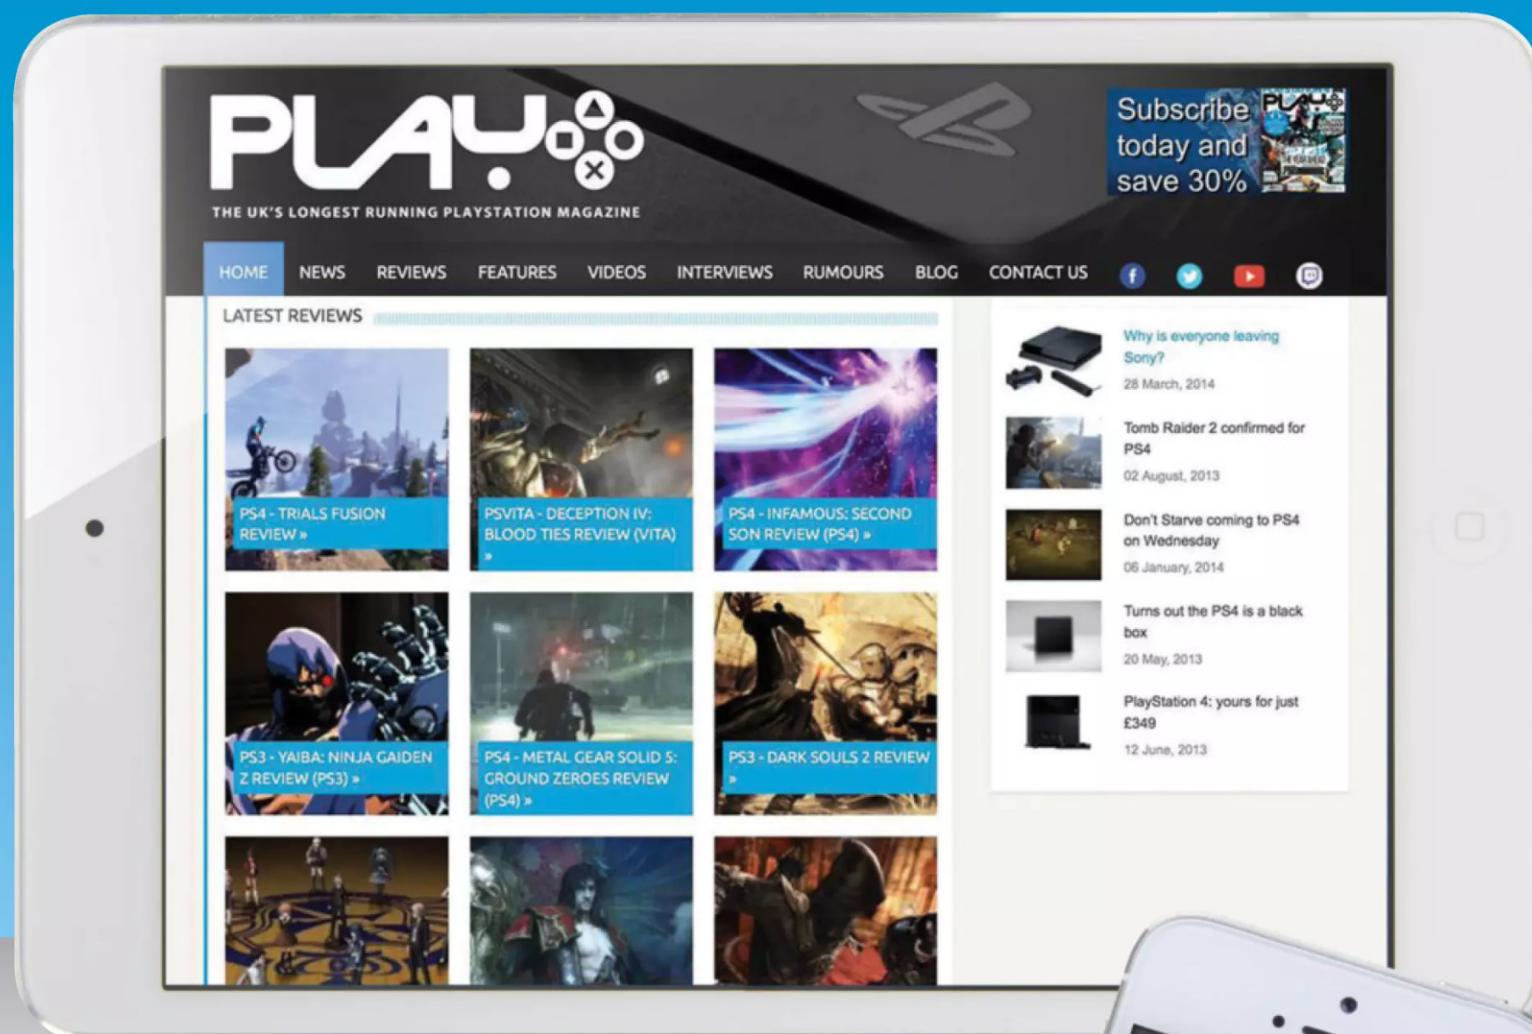 PLAY
THE UK'S LONGEST RUNNING PLAYSTATION MAGAZINE
Subscribe
today and
save 30%
PLAY
HOME NEWS REVIEWS FEATURES VIDEOS INTERVIEWS RUMOURS BLOG CONTACT US
LATEST REVIEWS
PS4 - TRIALS FUSION
REVIEW »
PSVITA - DECEPTION IV:
BLOOD TIES REVIEW (VITA)
»
PS4 - INFAMOUS: SECOND
SON REVIEW (PS4) »
PS3 - YAIBA: NINJA GAIDEN
Z REVIEW (PS3) »
PS4 - METAL GEAR SOLID 5:
GROUND ZEROES REVIEW
(PS4) »
PS3 - DARK SOULS 2 REVIEW
»
Why is everyone leaving
Sony?
28 March, 2014
Tomb Raider 2 confirmed for
PS4
02 August, 2013
Don't Starve coming to PS4
on Wednesday
06 January, 2014
Turns out the PS4 is a black
box
20 May, 2013
PlayStation 4: yours for just
£349
12 June, 2013